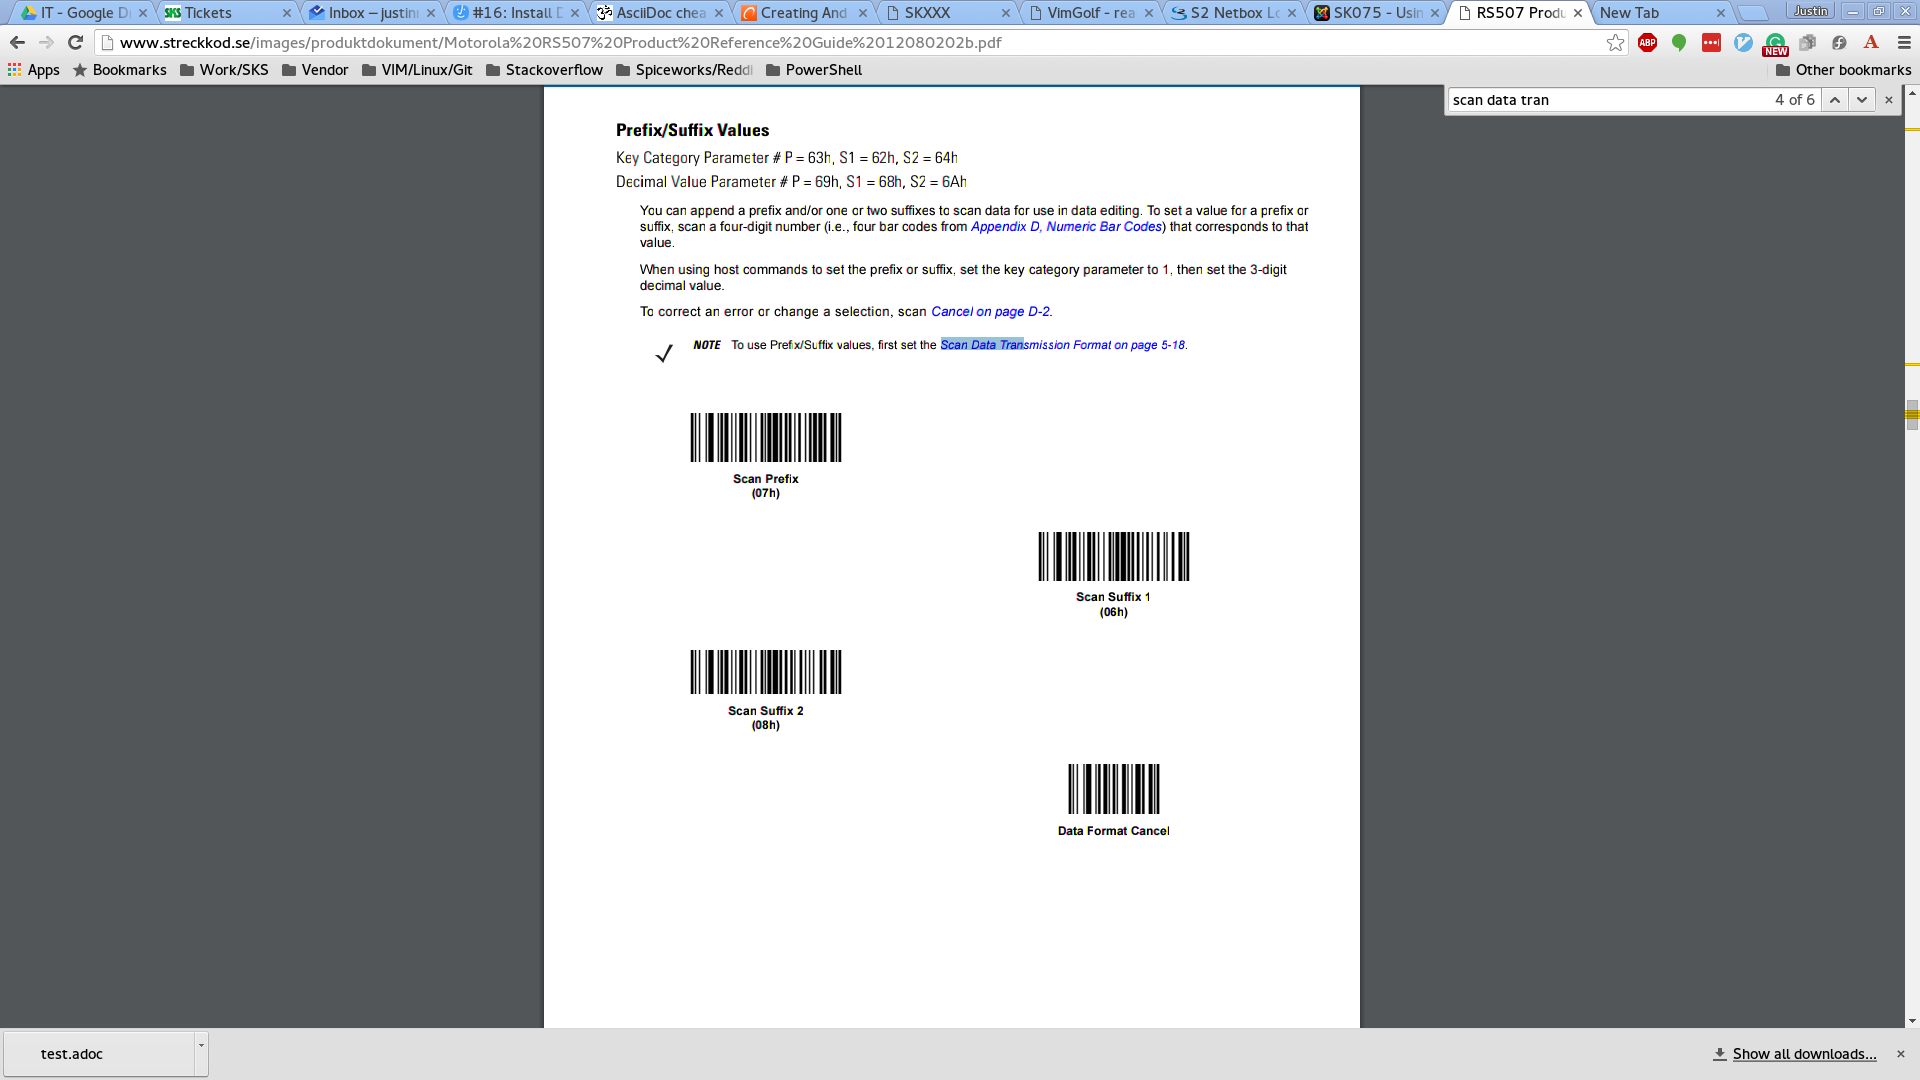 IT - Google D
Tickets
Inbox – justin
#16: Install D
AsciiDoc chea
Creating And
SKXXX
VimGolf - rea
S2 Netbox Lo
SK075 - Usin
RS507 Produ
New Tab
Justin
www.streckkod.se/images/produktdokument/Motorola%20RS507%20Product%20Reference%20Guide%2012080202b.pdf
ABP
NEW
Apps
Bookmarks
Work/SKS
Vendor
VIM/Linux/Git
Stackoverflow
Spiceworks/Reddi
PowerShell
Other bookmarks
scan data tran
4 of 6
Prefix/Suffix Values
Key Category Parameter # P = 63h, S1 = 62h, S2 = 64h
Decimal Value Parameter # P = 69h, S1 = 68h, S2 = 6Ah
You can append a prefix and/or one or two suffixes to scan data for use in data editing. To set a value for a prefix or
suffix, scan a four-digit number (i.e., four bar codes from Appendix D, Numeric Bar Codes) that corresponds to that
value.
When using host commands to set the prefix or suffix, set the key category parameter to 1, then set the 3-digit
decimal value.
To correct an error or change a selection, scan Cancel on page D-2.
NOTE To use Prefix/Suffix values, first set the Scan Data Transmission Format on page 5-18.
Scan Prefix
(07h)
Scan Suffix 1
(06h)
Scan Suffix 2
(08h)
Data Format Cancel
test.adoc
Show all downloads...